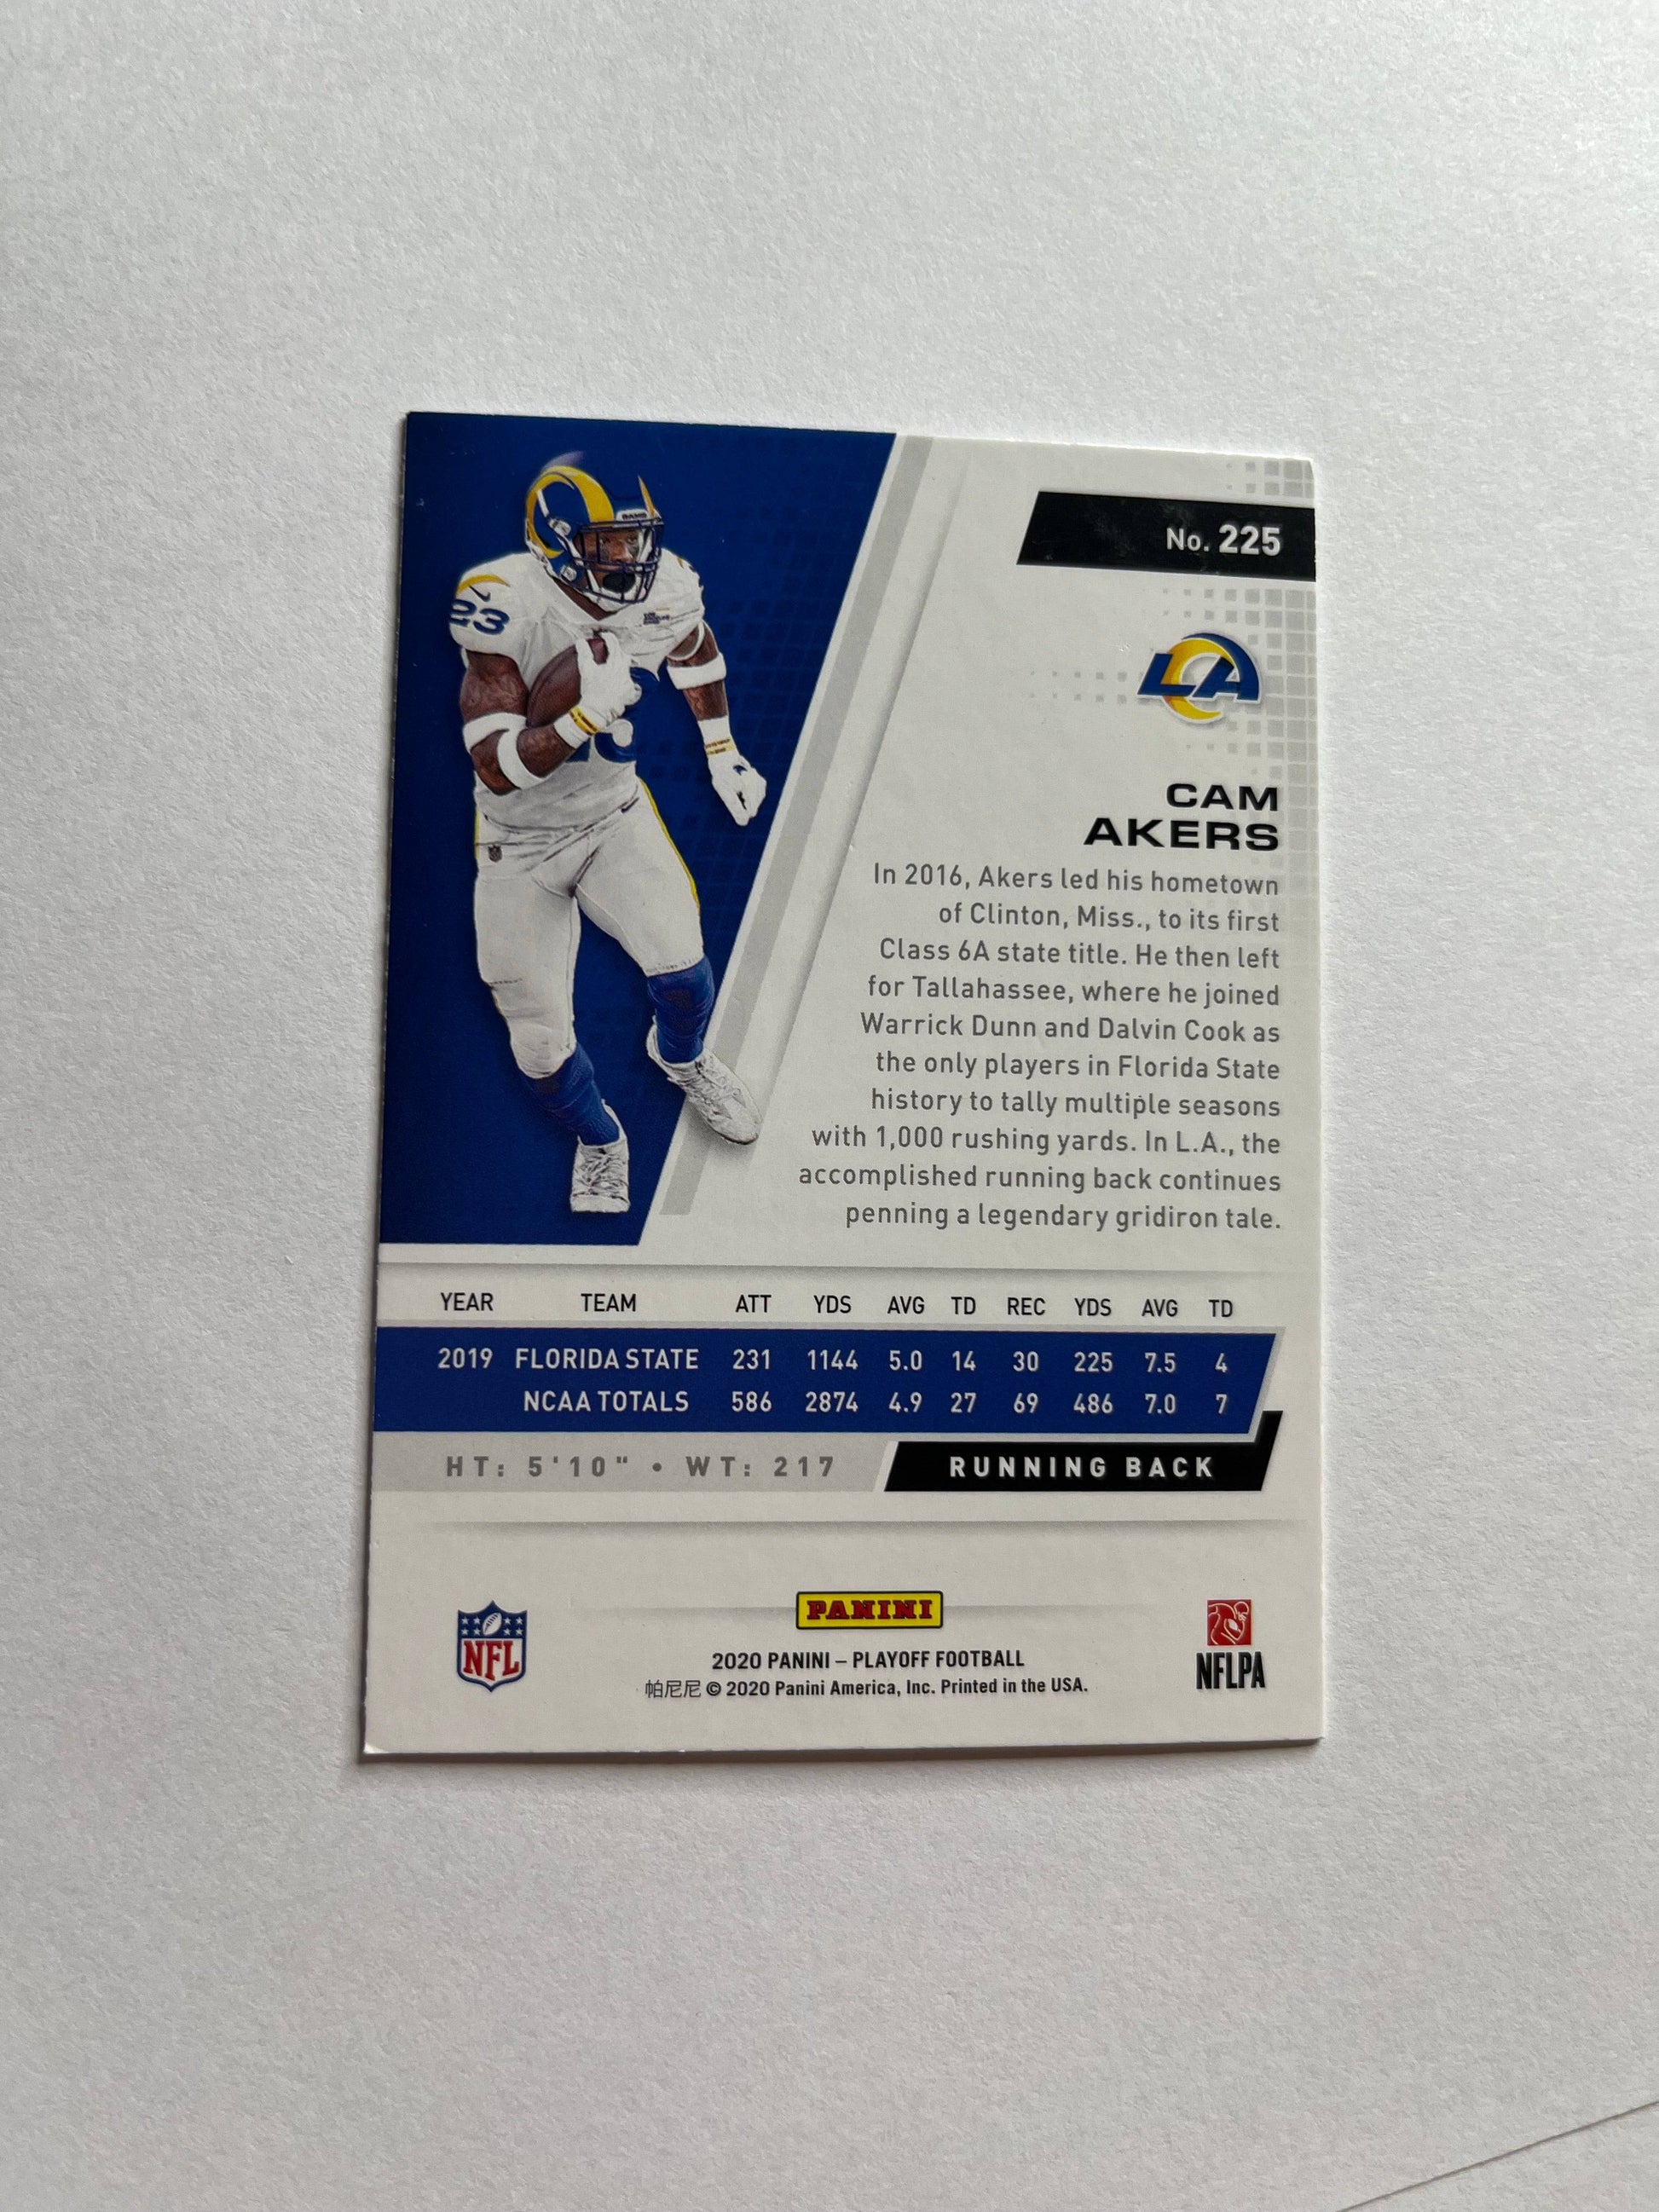 No. 225
LA
RAMS
23
23
CAM
AKERS
In 2016, Akers led his hometown
of Clinton, Miss., to its first
Class 6A state title. He then left
for Tallahassee, where he joined
Warrick Dunn and Dalvin Cook as
the only players in Florida State
history to tally multiple seasons
with 1,000 rushing yards. In L.A., the
accomplished running back continues
penning a legendary gridiron tale.
YEAR TEAM ATT YDS AVG TD REC YDS AVG TD
2019 FLORIDA STATE 231 1144 5.0 14 30 225 7.5 4
NCAA TOTALS 586 2874 4.9 27 69 486 7.0 7
HT: 5'10" • WT: 217
RUNNING BACK
NFL
PANINI
NFLPA
2020 PANINI – PLAYOFF FOOTBALL
帕尼尼 © 2020 Panini America, Inc. Printed in the USA.